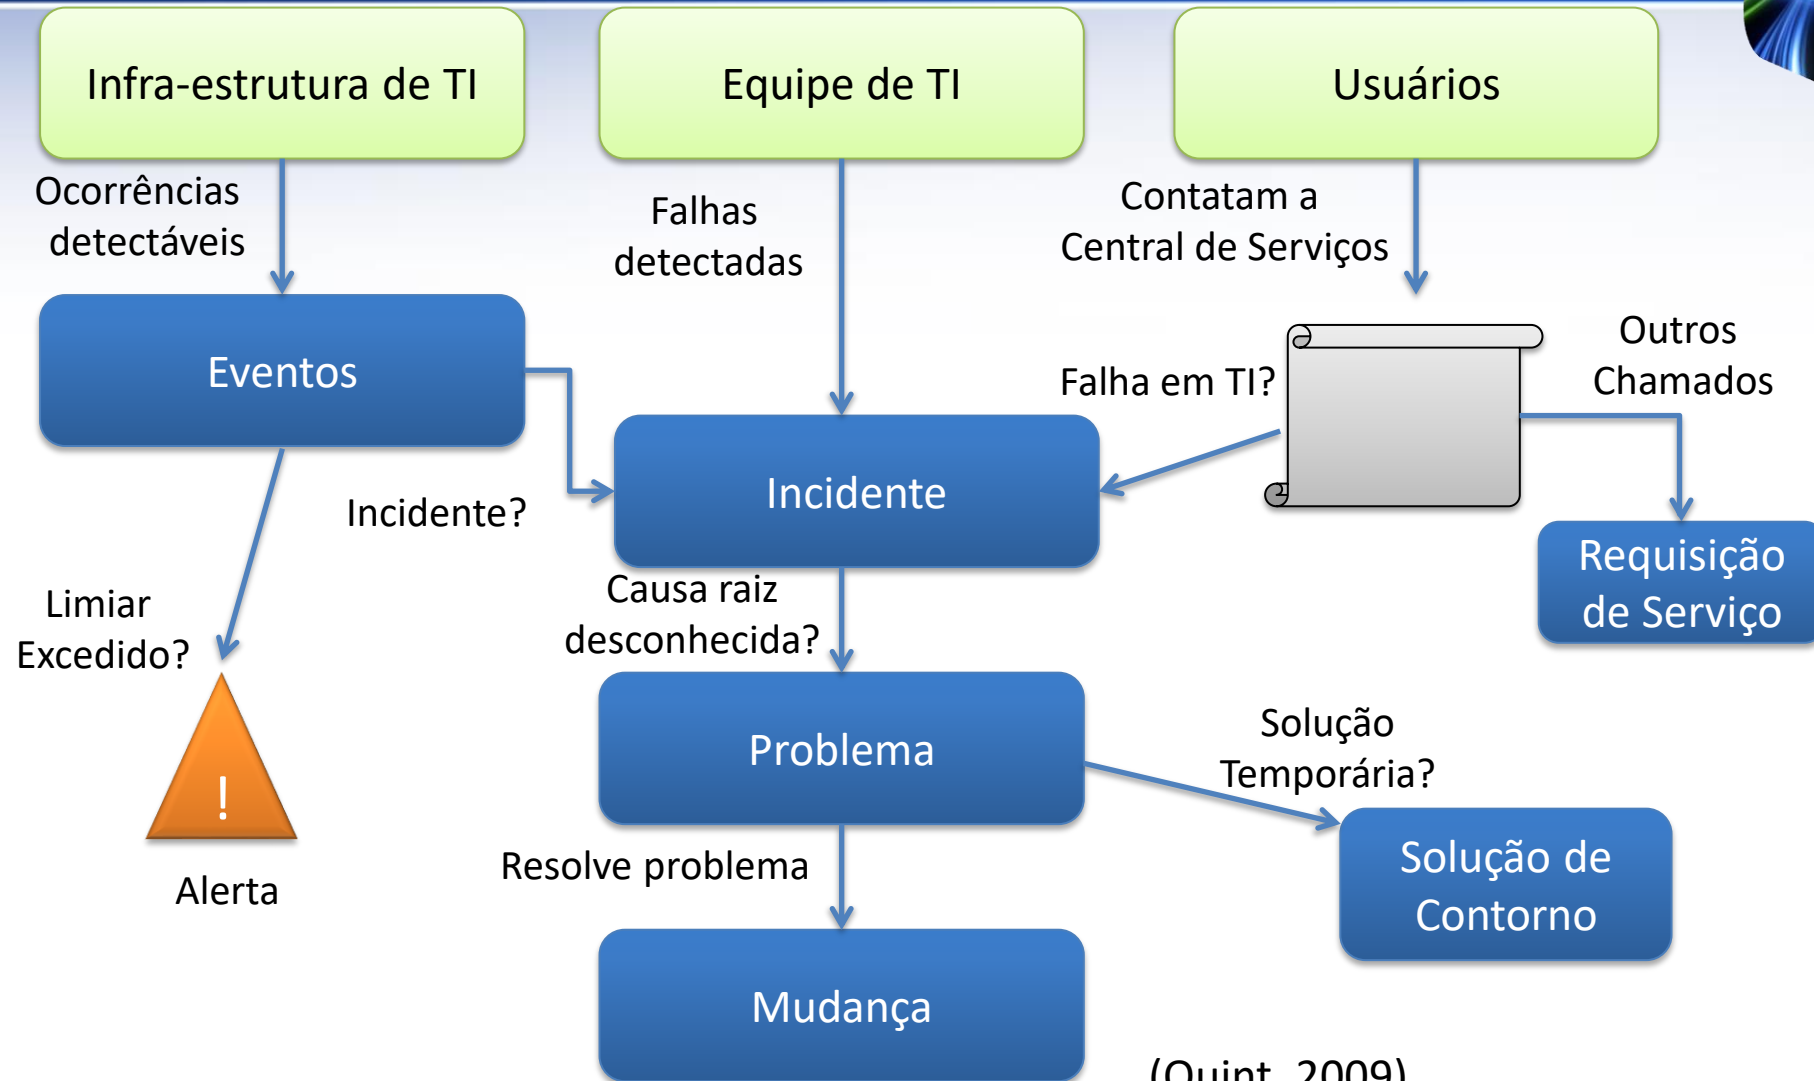 Infra-estrutura de TI
Equipe de TI
Usuários
Ocorrências
detectáveis
Falhas
detectadas
Contatam a
Central de Serviços
Eventos
Falha em TI?
Outros
Chamados
Incidente?
Incidente
Requisição
de Serviço
Limiar
Excedido?
Causa raiz
desconhecida?
!
Alerta
Problema
Solução
Temporária?
Resolve problema
Solução de
Contorno
Mudança
(Quint, 2009)